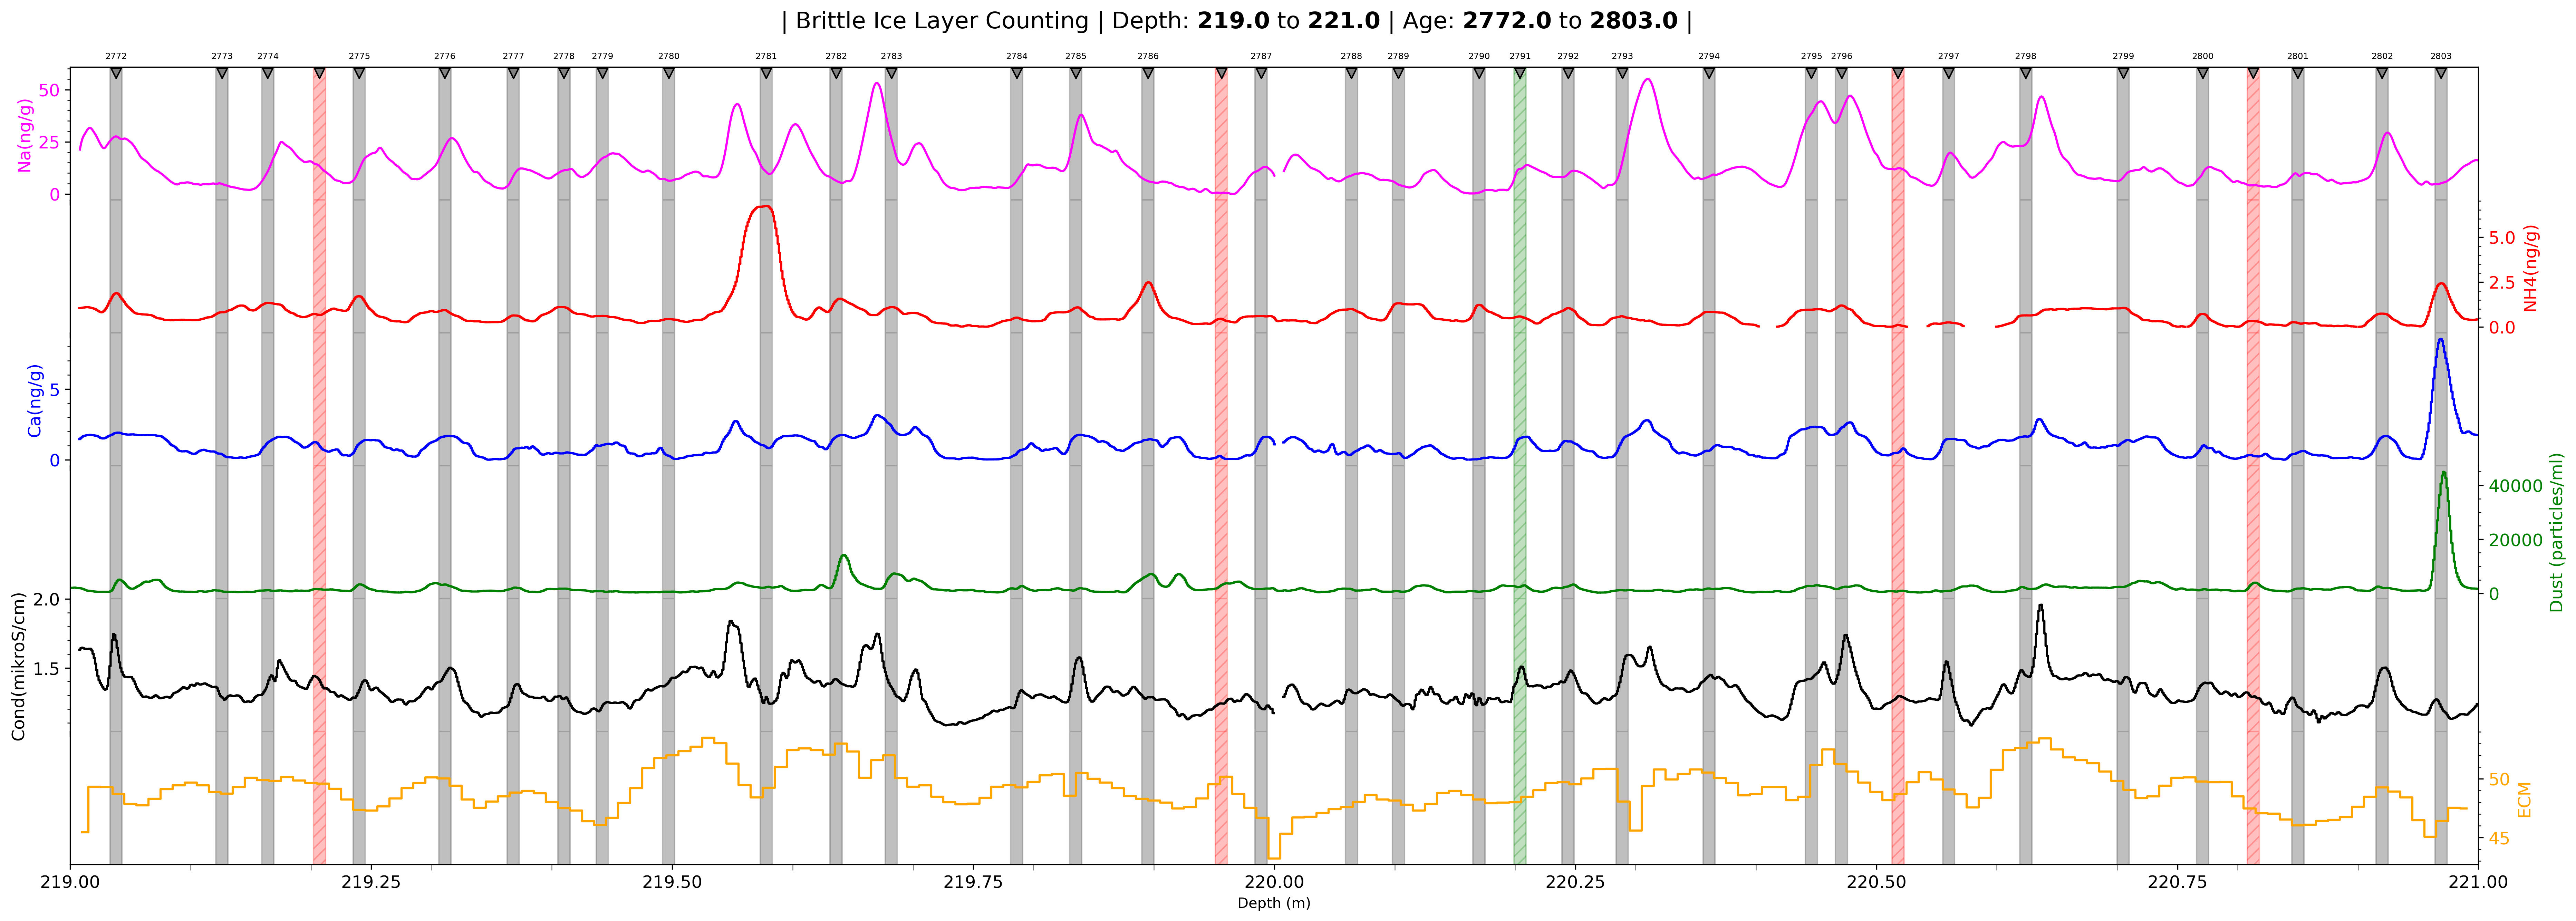 | Brittle Ice Layer Counting | Depth: 219.0 to 221.0 | Age: 2772.0 to 2803.0 |
2772 2773 2774 2775 2776 2777 2778 2779 2780 2781 2782 2783 2784 2785 2786 2787 2788 2789 2790 2791 2792 2793 2794 2795 2796 2797 2798 2799 2800 2801 2802 2803
Na(ng/g)
50
25
0
NH4(ng/g)
5.0
2.5
0.0
Ca(ng/g)
5
0
Dust (particles/ml)
40000
20000
0
Cond(mikroS/cm)
2.0
1.5
ECM
50
45
219.00 219.25 219.50 219.75 220.00 220.25 220.50 220.75 221.00
Depth (m)